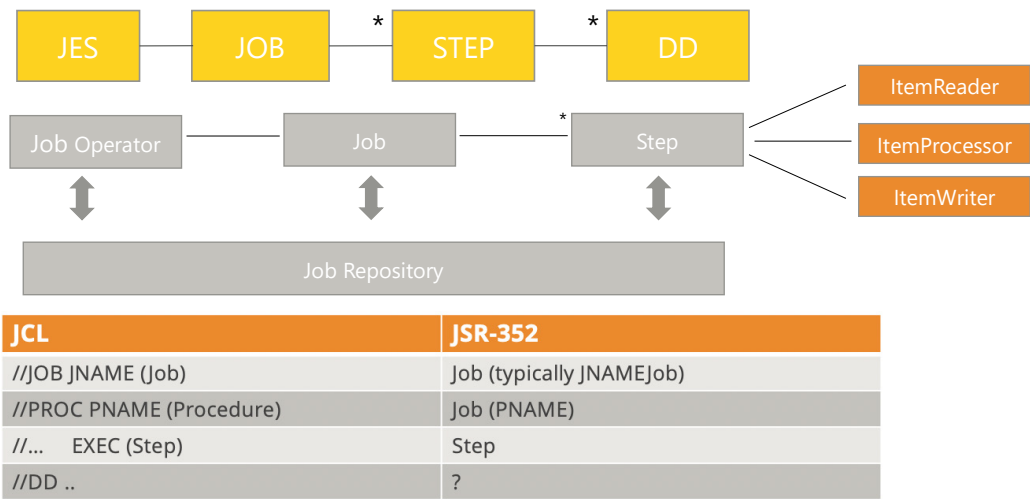 JES JOB * STEP * DD
ItemReader
Job Operator Job * Step ItemProcessor
ItemWriter
Job Repository
JCL JSR-352
//JOB JNAME (Job) Job (typically JNAMEJob)
//PROC PNAME (Procedure) Job (PNAME)
//... EXEC (Step) Step
//DD .. ?